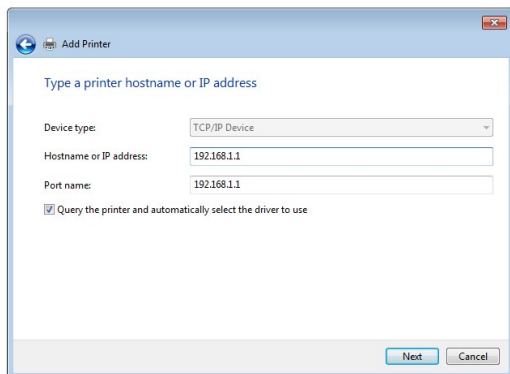 Add Printer
Type a printer hostname or IP address
Device type: TCP/IP Device
Hostname or IP address: 192.168.1.1
Port name: 192.168.1.1
Query the printer and automatically select the driver to use
Next Cancel